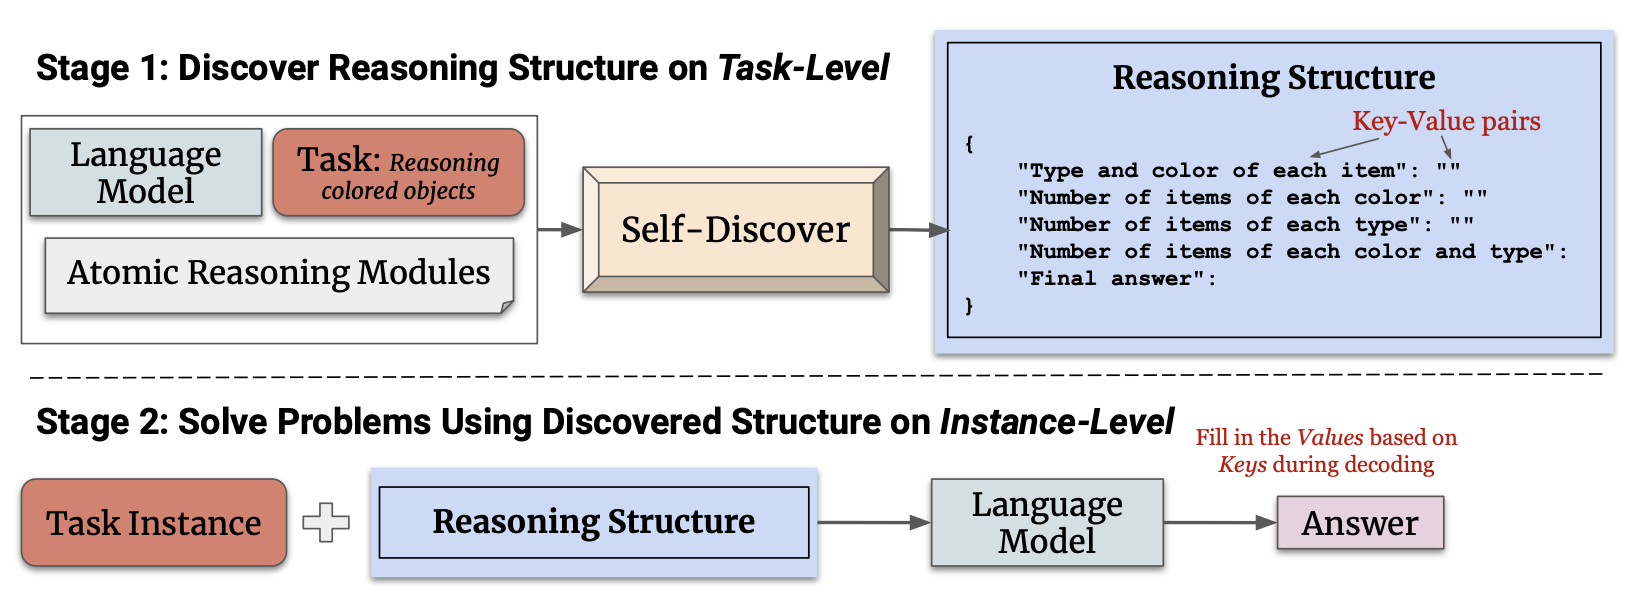 Stage 1: Discover Reasoning Structure on Task-Level
Language
Model
Task: Reasoning
colored objects
Atomic Reasoning Modules
Self-Discover
Reasoning Structure
Key-Value pairs
{
"Type and color of each item": ""
"Number of items of each color": ""
"Number of items of each type": ""
"Number of items of each color and type":
"Final answer":
}
Stage 2: Solve Problems Using Discovered Structure on Instance-Level
Fill in the Values based on
Keys during decoding
Task Instance
Reasoning Structure
Language
Model
Answer